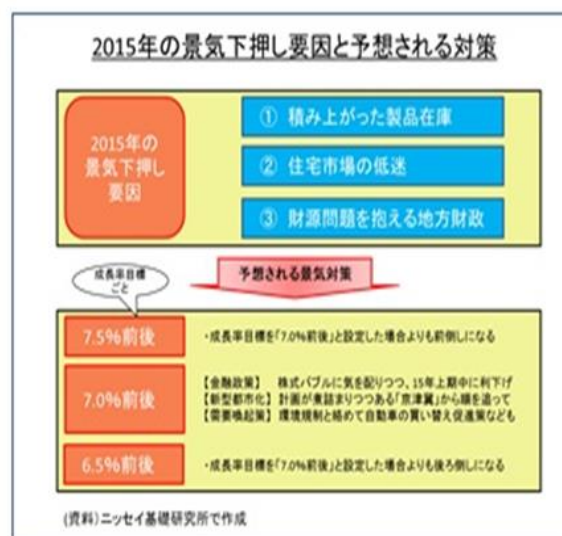 2015年の景気下押し要因と予想される対策
2015年の
景気下押し
要因
① 積み上がった製品在庫
② 住宅市場の低迷
③ 財源問題を抱える地方財政
成長率目標
ごと
予想される景気対策
7.5%前後
・成長率目標を「7.0%前後」と設定した場合よりも前倒しになる
7.0%前後
【金融政策】 株式バブルに気を配りつつ、15年上期中に利下げ
【新型都市化】 計画が煮詰まりつつある「京津冀」から順を追って
【需要喚起策】 環境規制と絡めて自動車の買い替え促進策なども
6.5%前後
・成長率目標を「7.0%前後」と設定した場合よりも後ろ倒しになる
(資料)ニッセイ基礎研究所で作成